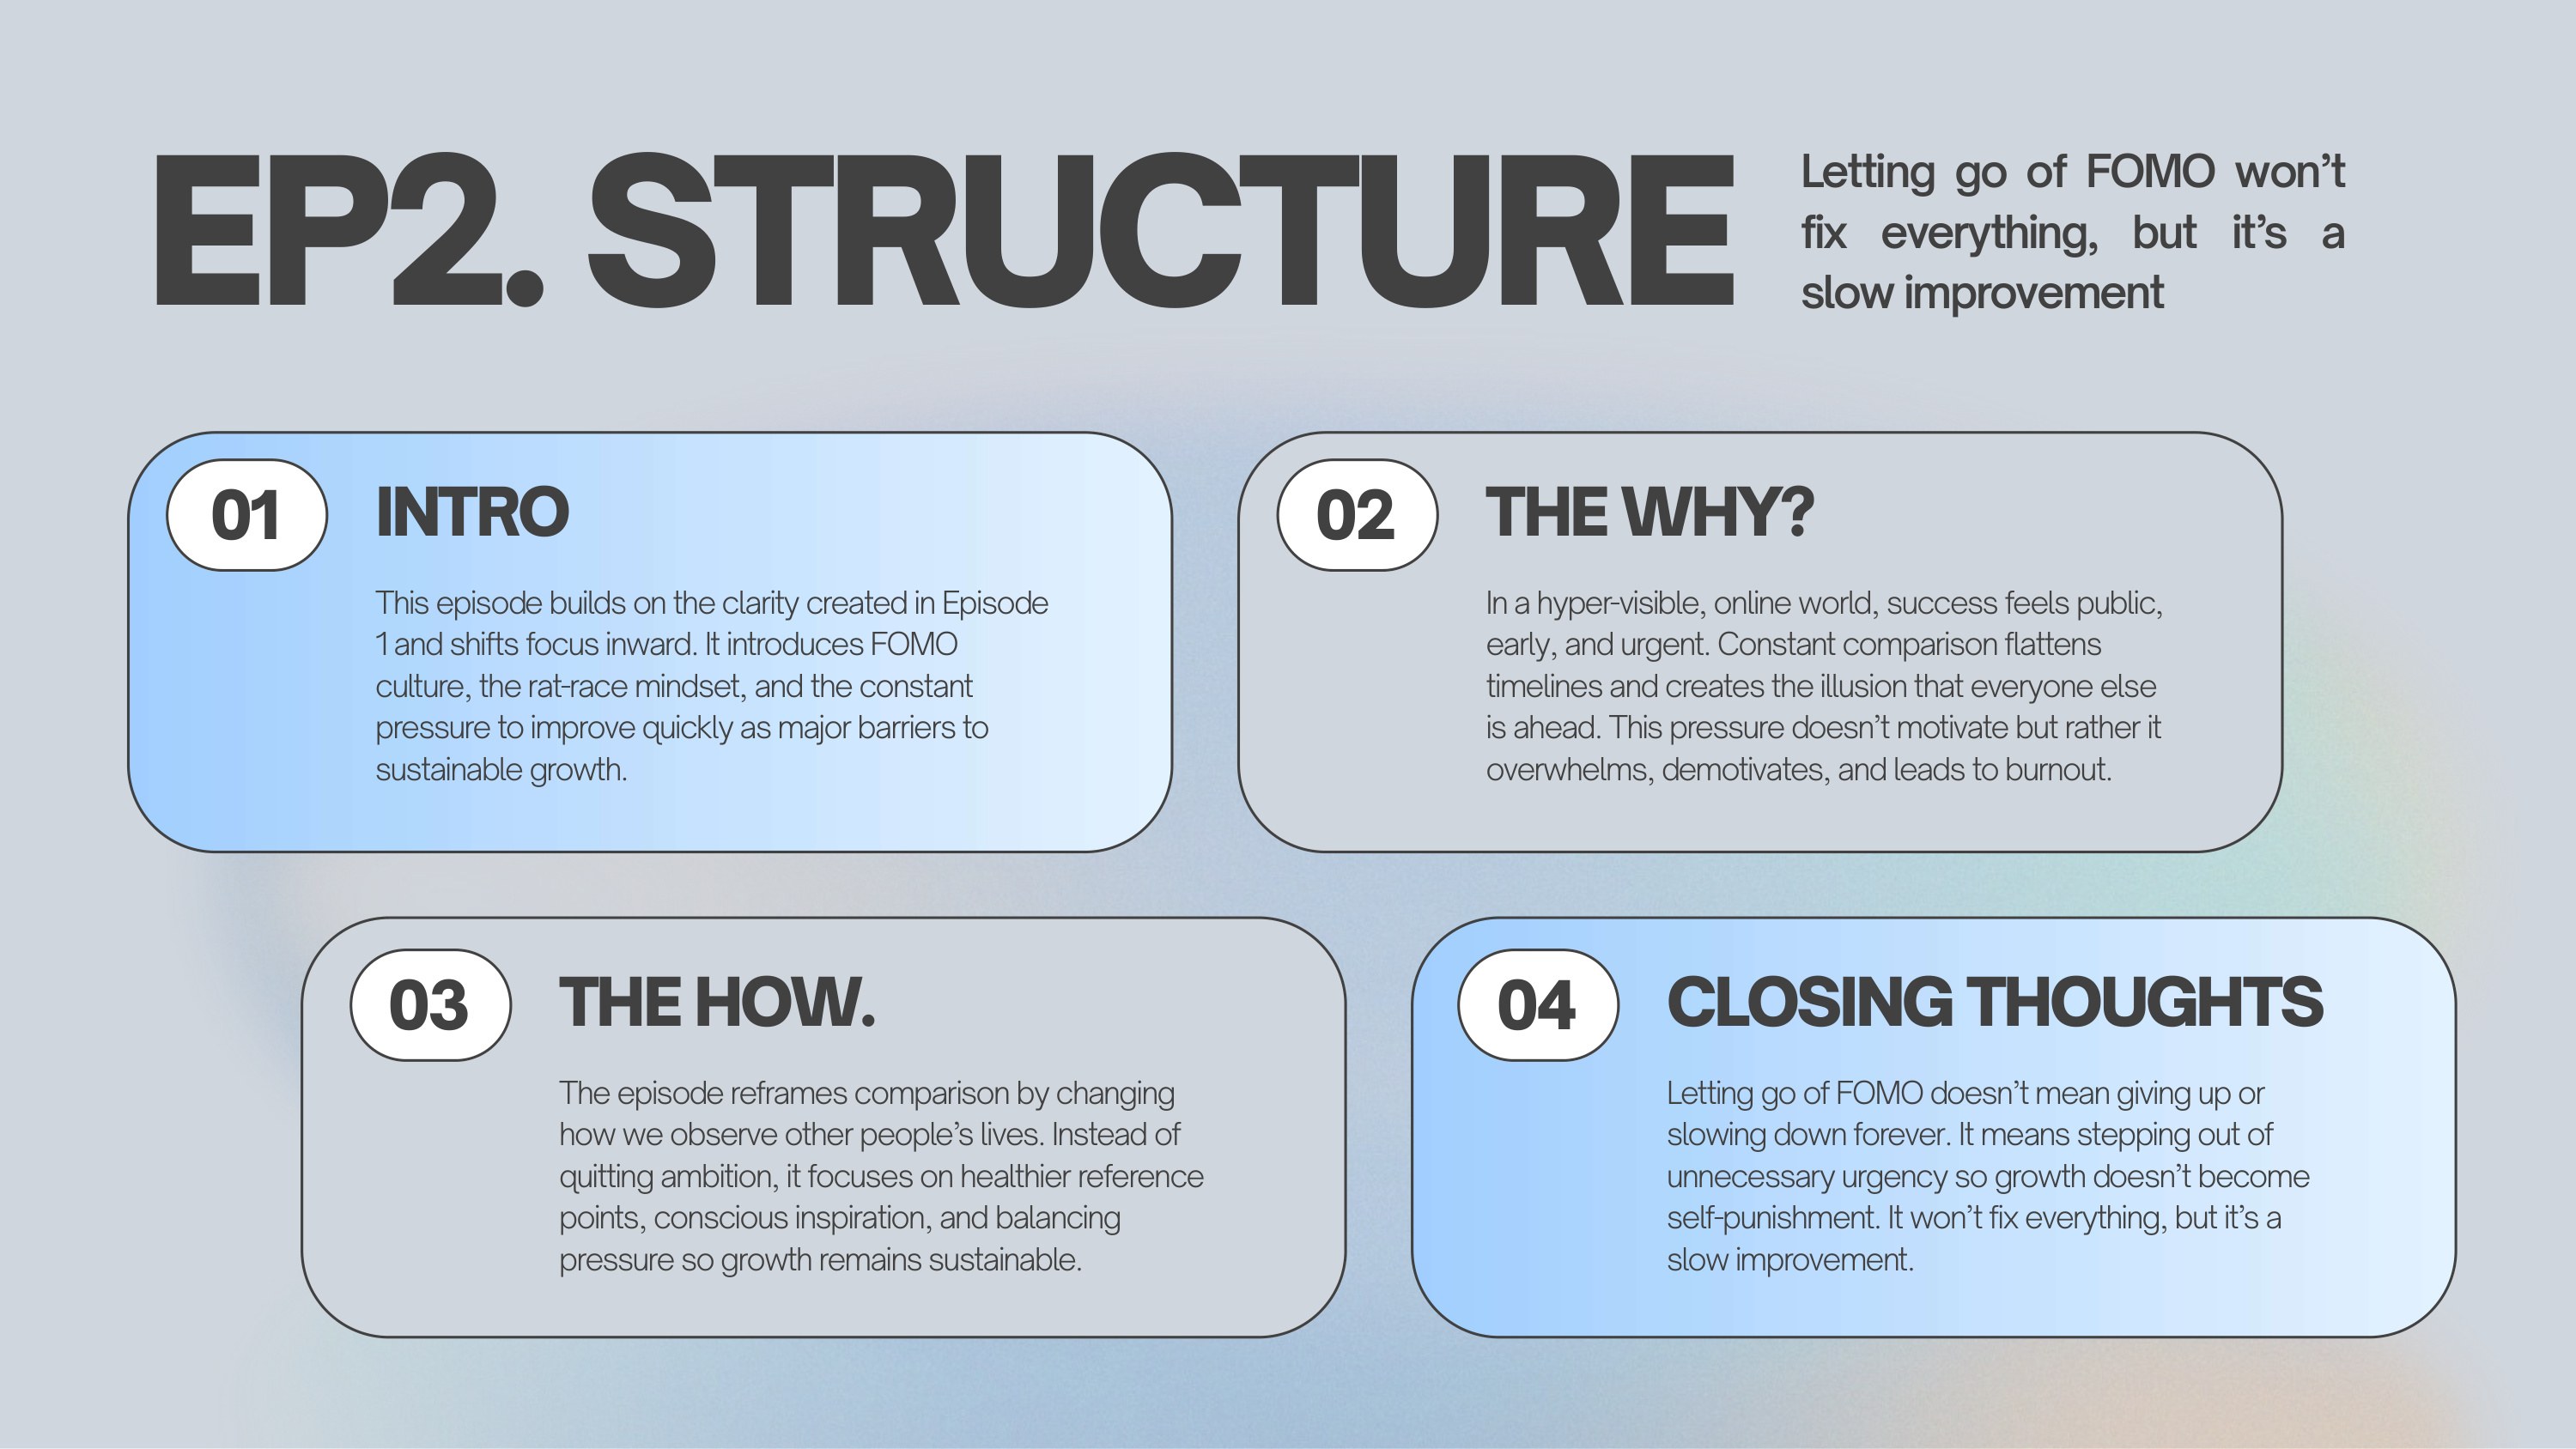 EP2. STRUCTURE
Letting go of FOMO won’t
fix everything, but it’s a
slow improvement
01
INTRO
This episode builds on the clarity created in Episode
1 and shifts focus inward. It introduces FOMO
culture, the rat-race mindset, and the constant
pressure to improve quickly as major barriers to
sustainable growth.
02
THE WHY?
In a hyper-visible, online world, success feels public,
early, and urgent. Constant comparison flattens
timelines and creates the illusion that everyone else
is ahead. This pressure doesn’t motivate but rather it
overwhelms, demotivates, and leads to burnout.
03
THE HOW.
The episode reframes comparison by changing
how we observe other people’s lives. Instead of
quitting ambition, it focuses on healthier reference
points, conscious inspiration, and balancing
pressure so growth remains sustainable.
04
CLOSING THOUGHTS
Letting go of FOMO doesn’t mean giving up or
slowing down forever. It means stepping out of
unnecessary urgency so growth doesn’t become
self-punishment. It won’t fix everything, but it’s a
slow improvement.